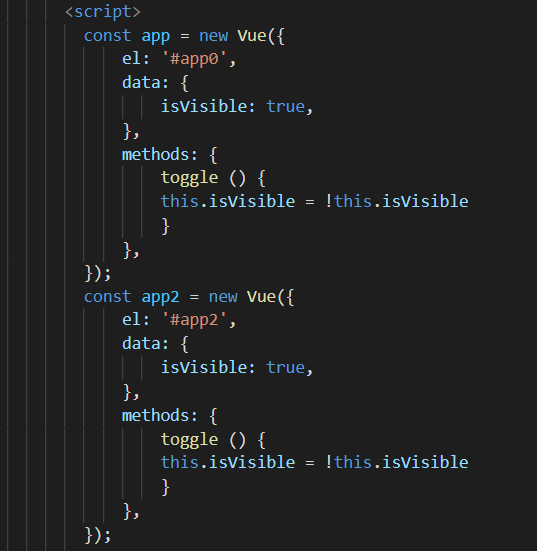 <script>
const app = new Vue({
el: '#app0',
data: {
isVisible: true,
},
methods: {
toggle () {
this.isVisible = !this.isVisible
}
},
});
const app2 = new Vue({
el: '#app2',
data: {
isVisible: true,
},
methods: {
toggle () {
this.isVisible = !this.isVisible
}
},
});